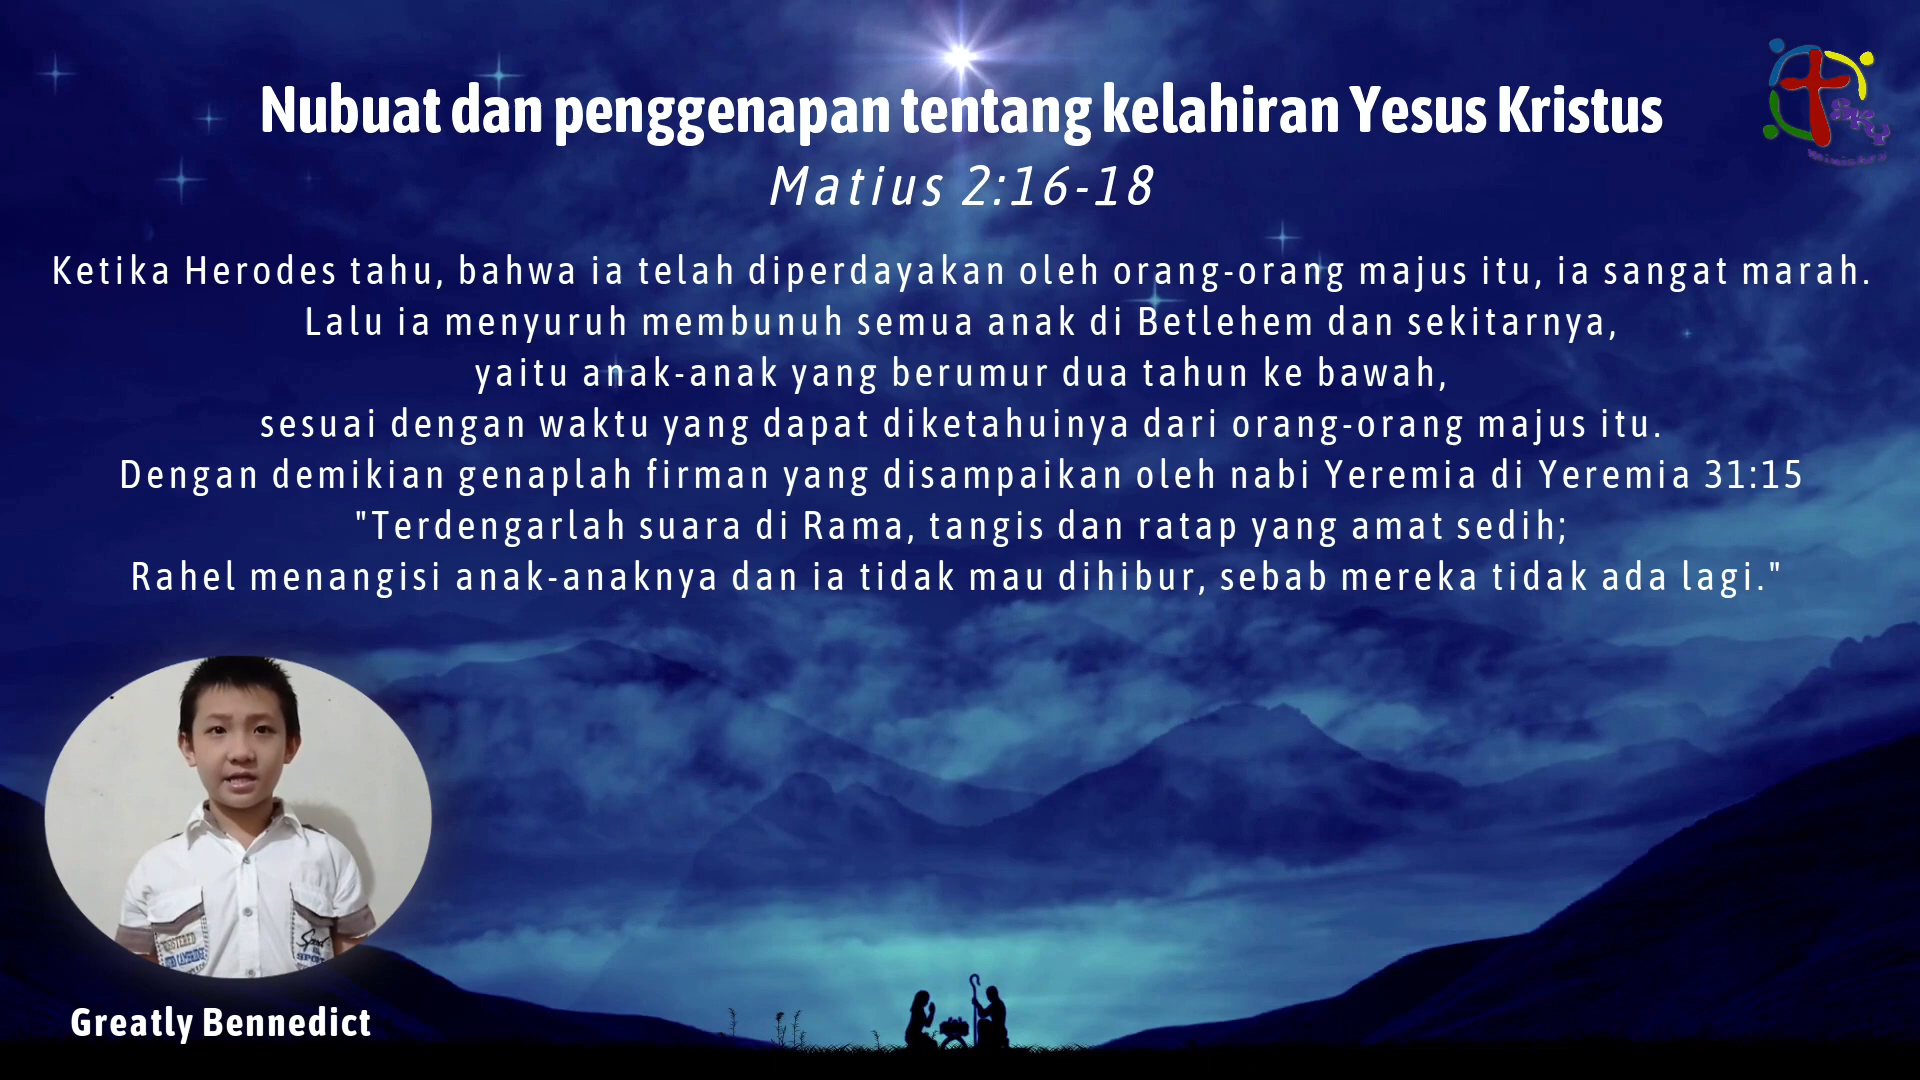 Nubuat dan penggenapan tentang kelahiran Yesus Kristus
Matius 2:16-18
Ketika Herodes tahu, bahwa ia telah diperdayakan oleh orang-orang majus itu, ia sangat marah.
Lalu ia menyuruh membunuh semua anak di Betlehem dan sekitarnya,
yaitu anak-anak yang berumur dua tahun ke bawah,
sesuai dengan waktu yang dapat diketahuinya dari orang-orang majus itu.
Dengan demikian genaplah firman yang disampaikan oleh nabi Yeremia di Yeremia 31:15
"Terdengarlah suara di Rama, tangis dan ratap yang amat sedih;
Rahel menangisi anak-anaknya dan ia tidak mau dihibur, sebab mereka tidak ada lagi."
Greatly Bennedict